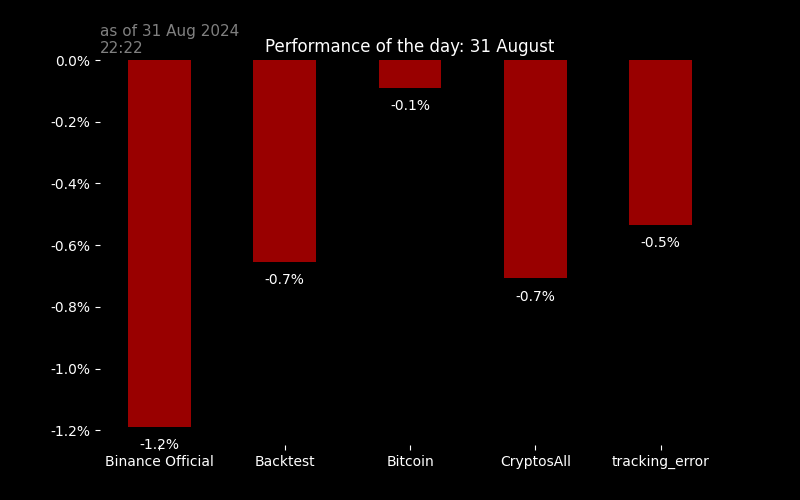 as of 31 Aug 2024
22:22
Performance of the day: 31 August
0.0%
-0.2%
-0.4%
-0.6%
-0.8%
-1.0%
-1.2%
-1.2%
-0.7%
-0.1%
-0.7%
-0.5%
Binance Official
Backtest
Bitcoin
CryptosAll
tracking_error